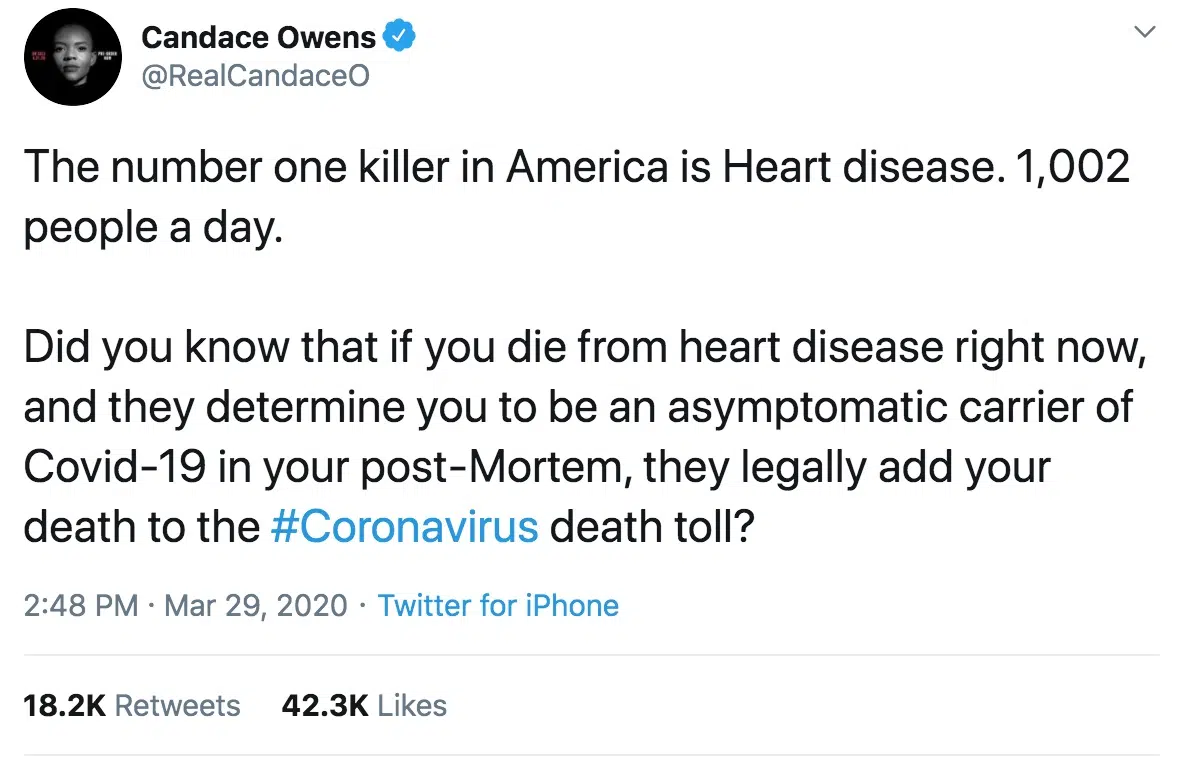 Candace Owens
@RealCandaceO
The number one killer in America is Heart disease. 1,002
people a day.
Did you know that if you die from heart disease right now,
and they determine you to be an asymptomatic carrier of
Covid-19 in your post-Mortem, they legally add your
death to the #Coronavirus death toll?
2:48 PM · Mar 29, 2020 · Twitter for iPhone
18.2K Retweets 42.3K Likes